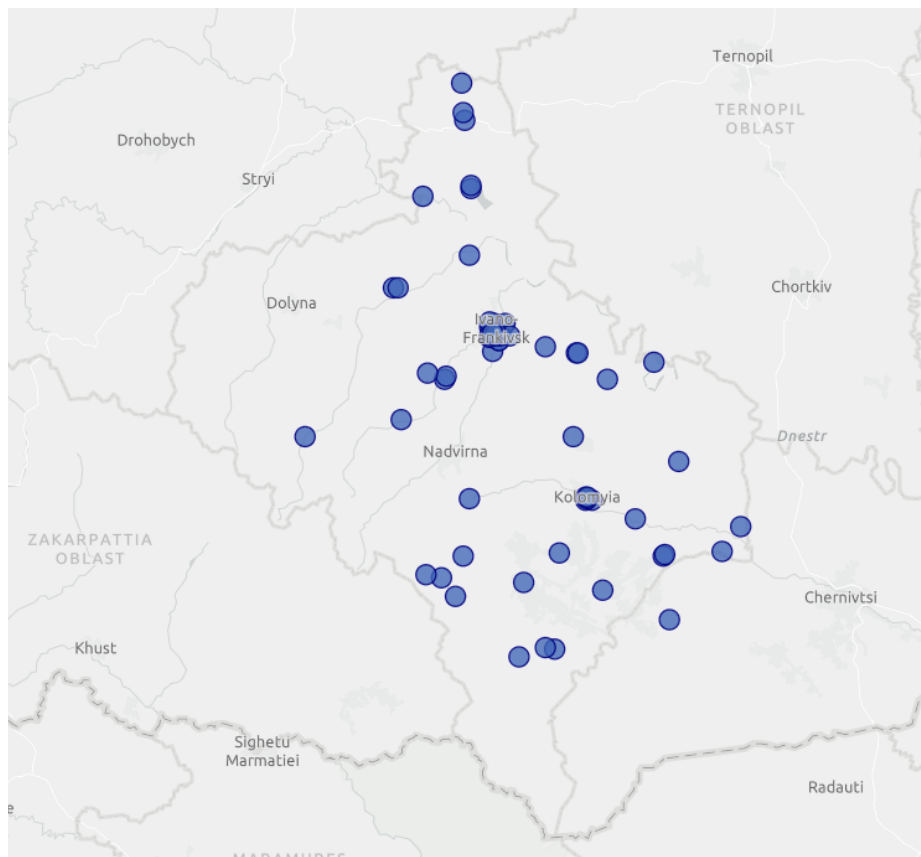 Ternopil
TERNOPIL
OBLAST
Drohobych
Stryi
Chortkiv
Dolyna
Ivano-
Frankivsk
Dnestr
Nadvirna
Kolomyia
ZAKARPATTIA
OBLAST
Chernivtsi
Khust
Sighetu
Marmatiei
Radauti